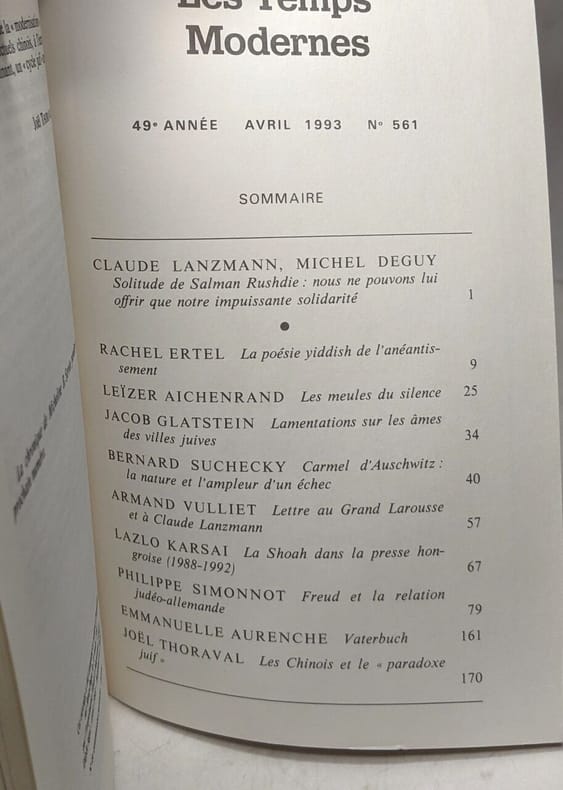 de la « modernisation
Les Temps
Modernes
49e ANNÉE AVRIL 1993 N° 561
SOMMAIRE
CLAUDE LANZMANN, MICHEL DEGUY
Solitude de Salman Rushdie : nous ne pouvons lui
offrir que notre impuissante solidarité 1
RACHEL ERTEL La poésie yiddish de l'anéantis-
sement 9
LEÏZER AICHENRAND Les meules du silence 25
JACOB GLATSTEIN Lamentations sur les âmes
des villes juives 34
BERNARD SUCHECKY Carmel d'Auschwitz :
la nature et l'ampleur d'un échec 40
ARMAND VULLIET Lettre au Grand Larousse
et à Claude Lanzmann 57
LAZLO KARSAI La Shoah dans la presse hon-
groise (1988-1992) 67
PHILIPPE SIMONNOT Freud et la relation
judéo-allemande 79
EMMANUELLE AURENCHE Vaterbuch 161
JOËL THORAVAL Les Chinois et le « paradoxe
juif » 170